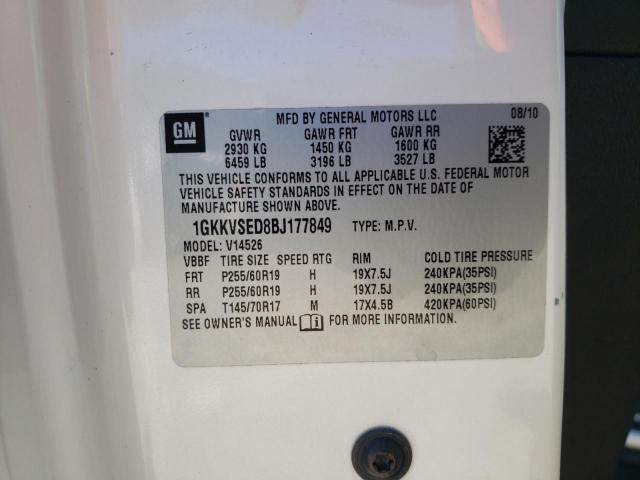 MFD BY GENERAL MOTORS LLC 08/10
GM GVWR GAWR FRT GAWR RR
2930 KG 1450 KG 1600 KG
6459 LB 3196 LB 3527 LB
THIS VEHICLE CONFORMS TO ALL APPLICABLE U.S. FEDERAL MOTOR
VEHICLE SAFETY STANDARDS IN EFFECT ON THE DATE OF
MANUFACTURE SHOWN ABOVE.
1GKKVSED8BJ177849 TYPE: M.P.V.
MODEL: V14526
VBBF TIRE SIZE SPEED RTG RIM COLD TIRE PRESSURE
FRT P255/60R19 H 19X7.5J 240KPA(35PSI)
RR P255/60R19 H 19X7.5J 240KPA(35PSI)
SPA T145/70R17 M 17X4.5B 420KPA(60PSI)
SEE OWNER'S MANUAL FOR MORE INFORMATION.